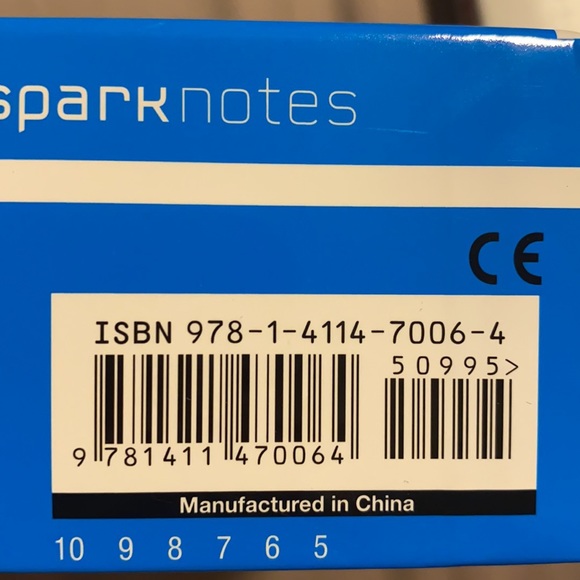 sparknotes
CE
ISBN 978-1-4114-7006-4
50995>
9 781411 470064
Manufactured in China
10 9 8 7 6 5